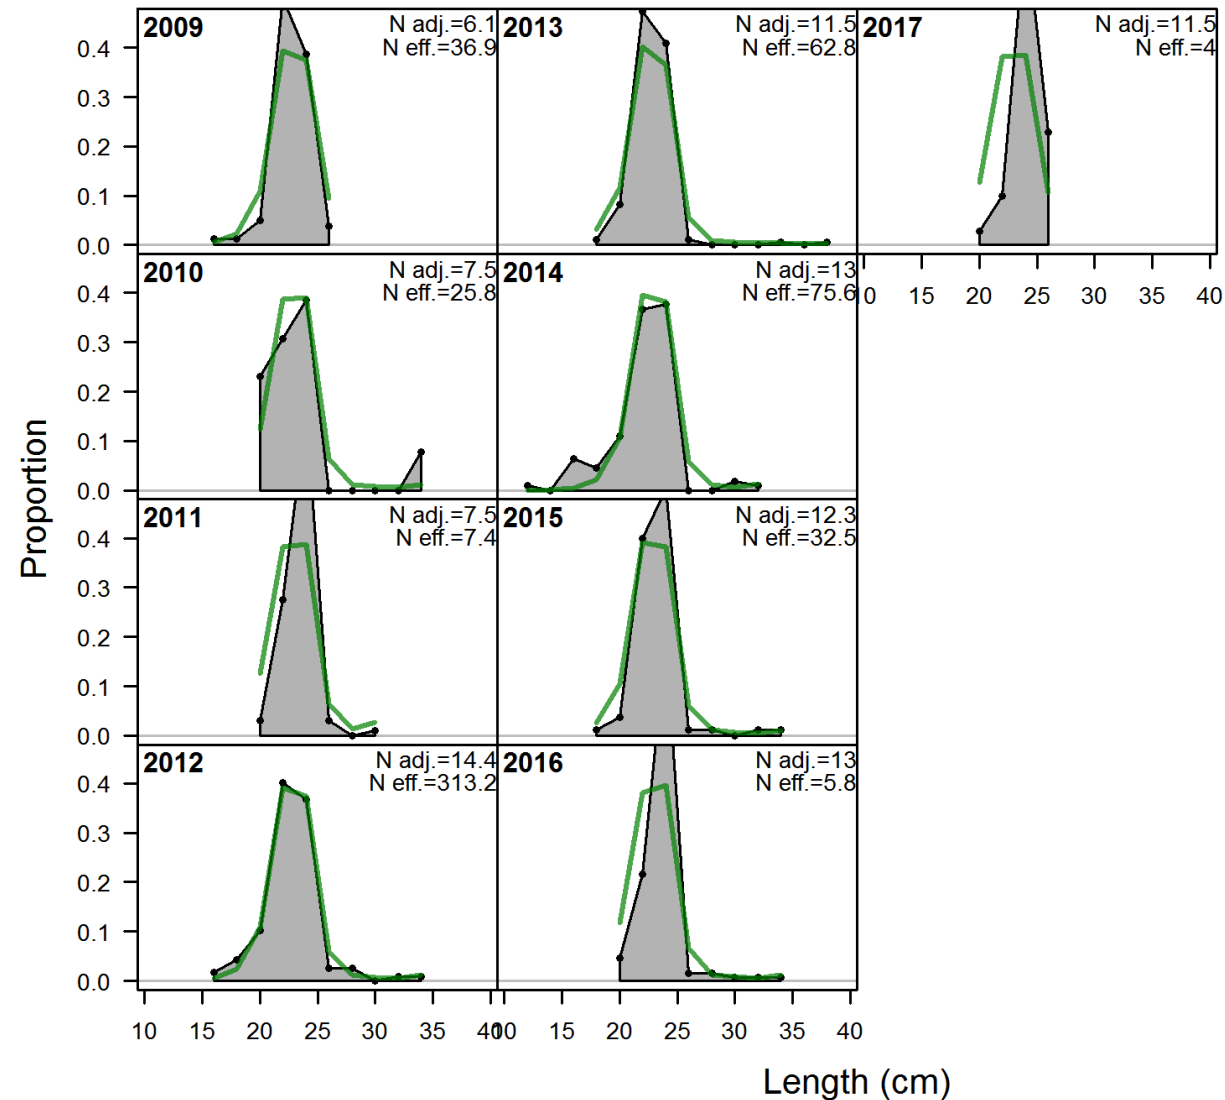 2009
N adj.=6.1
N eff.=36.9
2013
N adj.=11.5
N eff.=62.8
2017
N adj.=11.5
N eff.=4
0.4
0.3
0.2
0.1
0.0
10 15 20 25 30 35 40
2010
N adj.=7.5
N eff.=25.8
2014
N adj.=13
N eff.=75.6
0.4
0.3
0.2
0.1
0.0
2011
N adj.=7.5
N eff.=7.4
2015
N adj.=12.3
N eff.=32.5
0.4
0.3
0.2
0.1
0.0
2012
N adj.=14.4
N eff.=313.2
2016
N adj.=13
N eff.=5.8
0.4
0.3
0.2
0.1
0.0
10 15 20 25 30 35 40
10 15 20 25 30 35 40
Proportion
Length (cm)